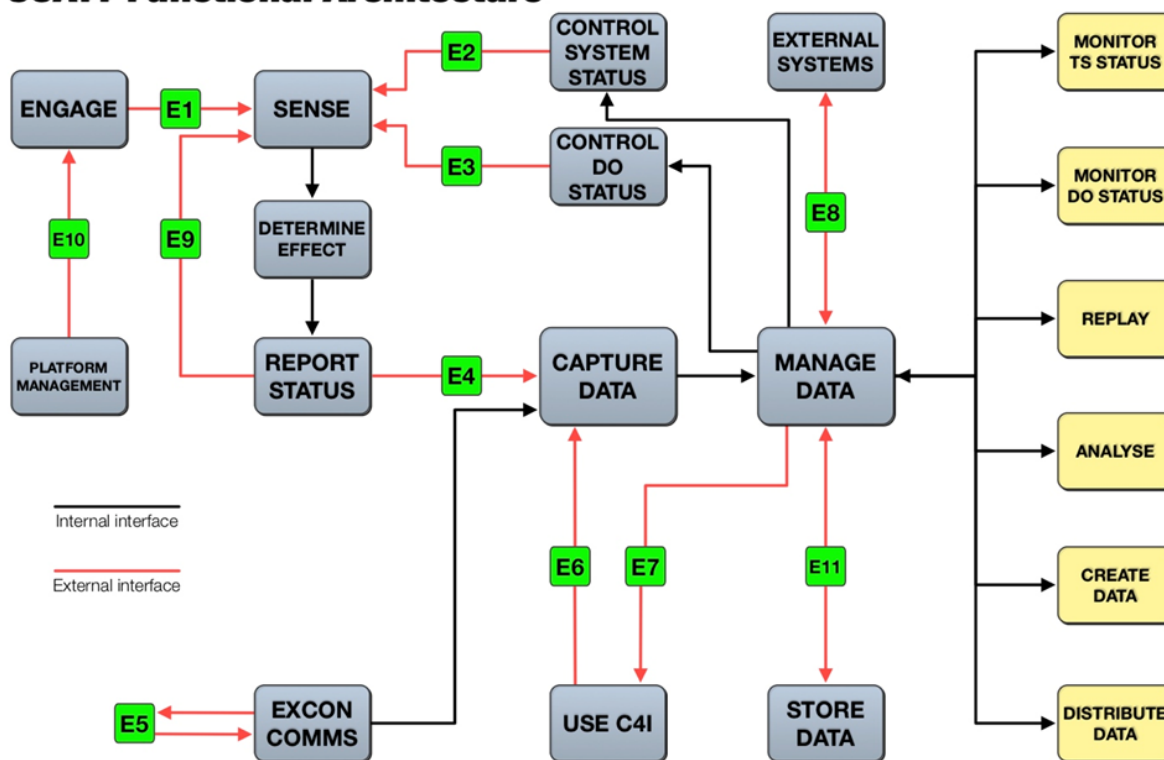 Functional Architecture
CONTROL
SYSTEM
STATUS
EXTERNAL
SYSTEMS
MONITOR
TS STATUS
E2
ENGAGE
E1
SENSE
CONTROL
DO
STATUS
E3
MONITOR
DO STATUS
E10
E9
DETERMINE
EFFECT
E8
REPLAY
PLATFORM
MANAGEMENT
REPORT
STATUS
E4
CAPTURE
DATA
MANAGE
DATA
ANALYSE
Internal interface
External interface
E6
E7
E11
CREATE
DATA
E5
EXCON
COMMS
USE C4I
STORE
DATA
DISTRIBUTE
DATA